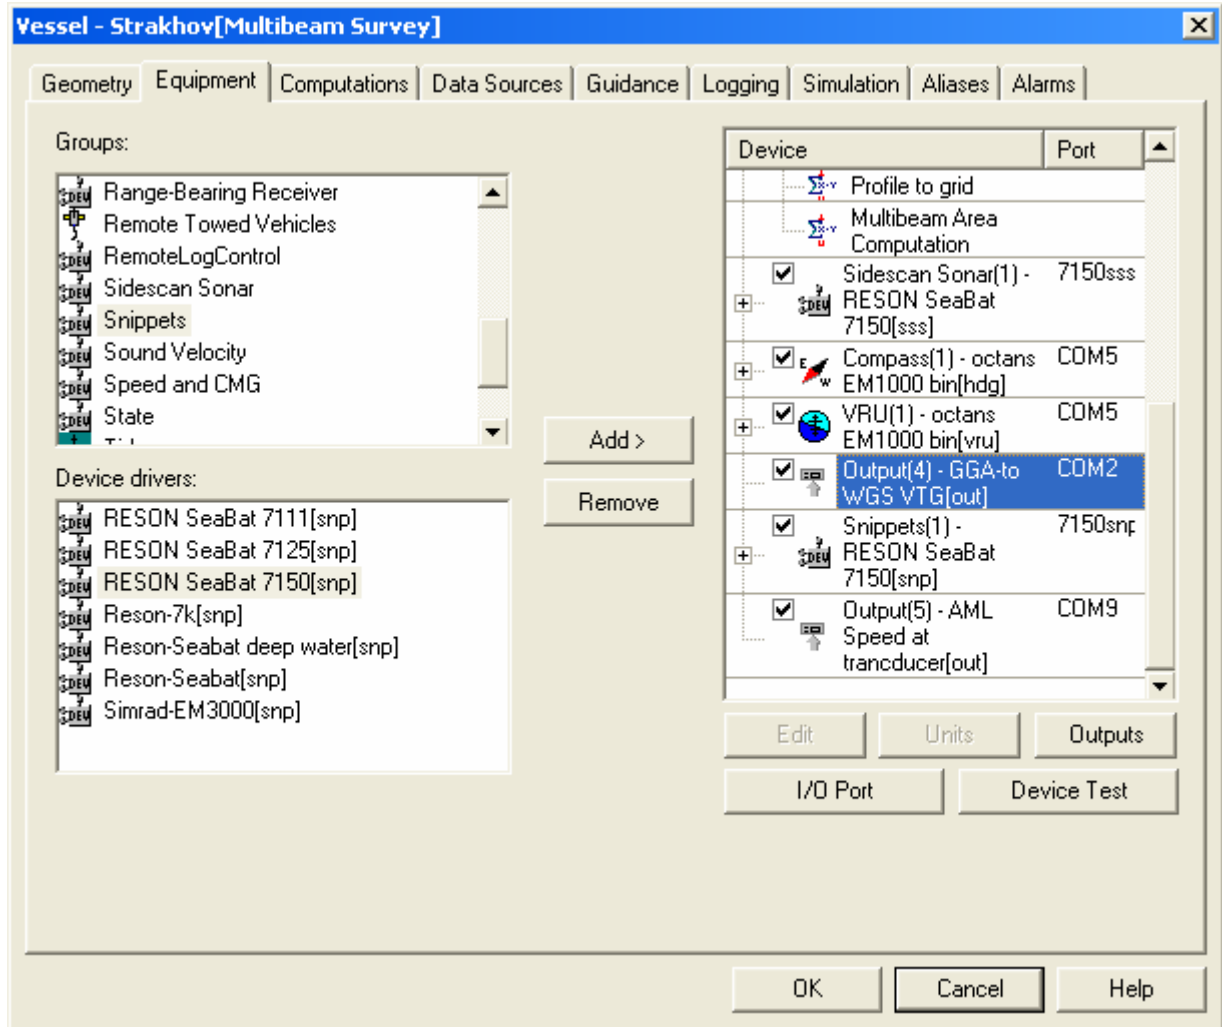 Vessel - Strakhov[Multibeam Survey]
Geometry Equipment Computations Data Sources Guidance Logging Simulation Aliases Alarms
Groups:
Range-Bearing Receiver
Remote Towed Vehicles
RemoteLogControl
Sidescan Sonar
Snippets
Sound Velocity
Speed and CMG
State
Device drivers:
RESON SeaBat 7111[snp]
RESON SeaBat 7125[snp]
RESON SeaBat 7150[snp]
Reson-7k[snp]
Reson-Seabat deep water[snp]
Reson-Seabat[snp]
Simrad-EM3000[snp]
Add >
Remove
Device Port
Profile to grid
Multibeam Area
Computation
Sidescan Sonar(1) - 7150sss
RESON SeaBat
7150[sss]
Compass(1) - octans COM5
EM1000 bin[hdg]
VRU(1) - octans COM5
EM1000 bin[vru]
Output(4) - GGA-to COM2
WGS VTG[out]
Snippets(1) - 7150snp
RESON SeaBat
7150[snp]
Output(5) - AML COM9
Speed at
trancducer[out]
Edit Units Outputs
I/O Port Device Test
OK Cancel Help